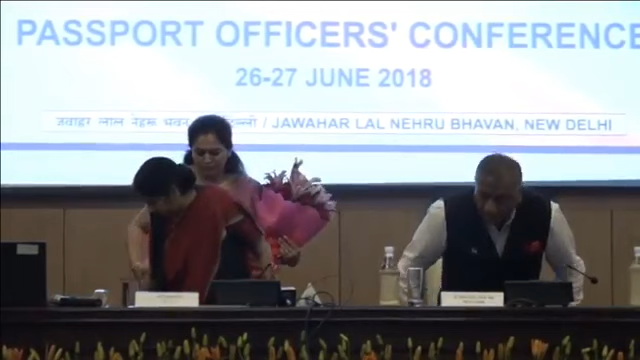 PASSPORT OFFICERS' CONFERENCE
26-27 JUNE 2018
जवाहर लाल नेहरू भवन दिल्ली / JAWAHAR LAL NEHRU BHAVAN, NEW DELHI